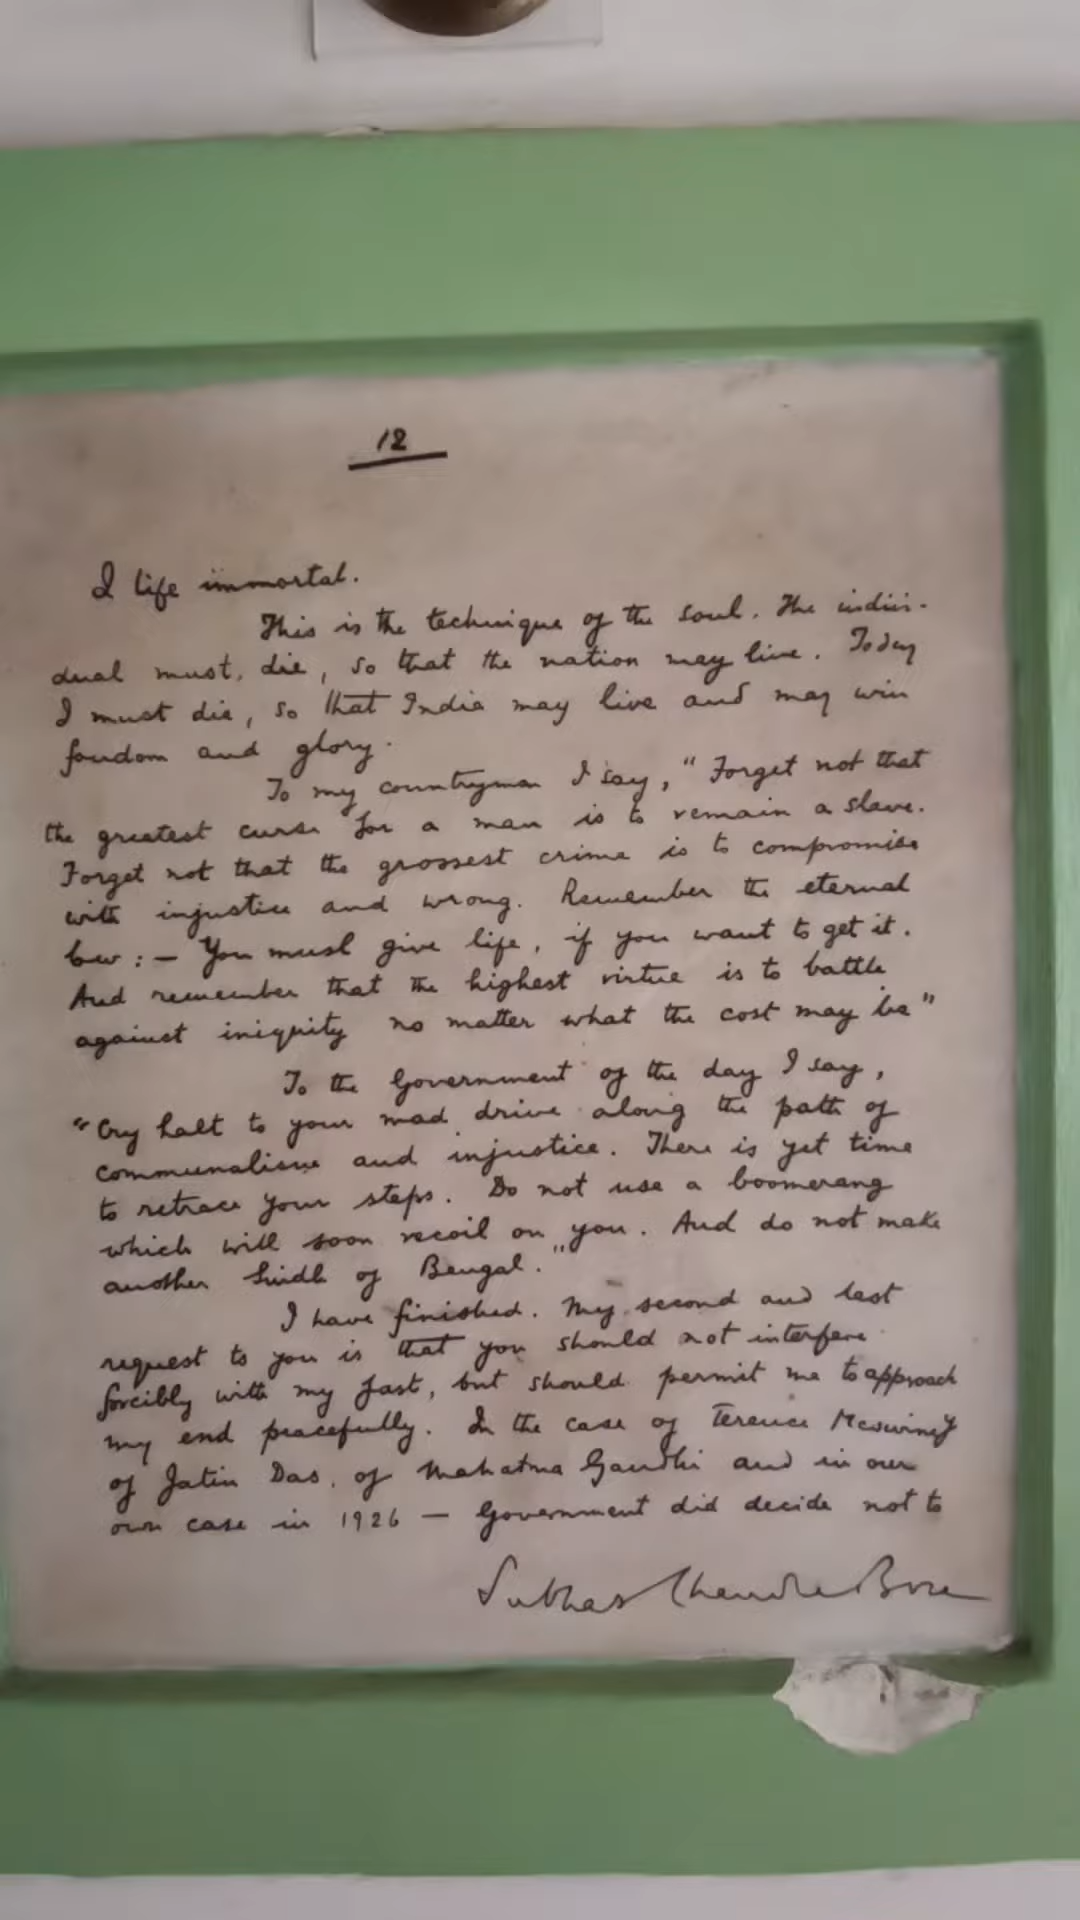 12
I life immortal.
This is the technique of the soul. The indivi-
dual must, die, so that the nation may live. Today
I must die, so that India may live and may win
freedom and glory.
To my countrymen I say, "Forget not that
the greatest curse for a man is to remain a slave.
Forget not that the grossest crime is to compromise
with injustice and wrong. Remember the eternal
law : – You must give life, if you want to get it.
And remember that the highest virtue is to battle
against iniquity no matter what the cost may be"
To the Government of the day I say,
"Cry halt to your mad drive along the path of
communalism and injustice. There is yet time
to retrace your steps. Do not use a boomerang
which will soon recoil on you. And do not make
another Sindh of Bengal."
I have finished. My second and last
request to you is that you should not interfere
forcibly with my fast, but should permit me to approach
my end peacefully. In the case of Terence Mcswiney
of Jatin Das, of Mahatma Gandhi and in our
own case in 1926 – Government did decide not to
Subhas Chandra Bose